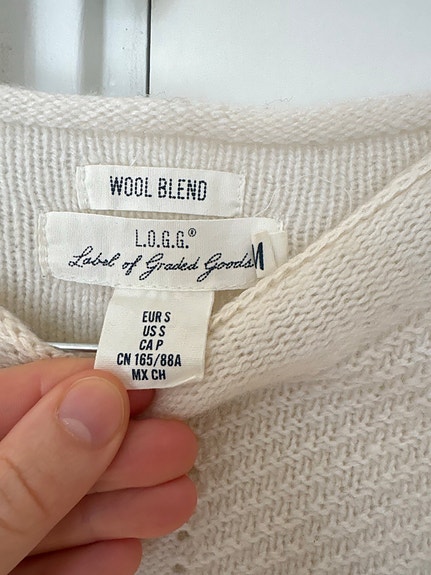 WOOL BLEND
L.O.G.G.®
Label of Graded Goods
EUR S
US S
CA P
CN 165/88A
MX CH